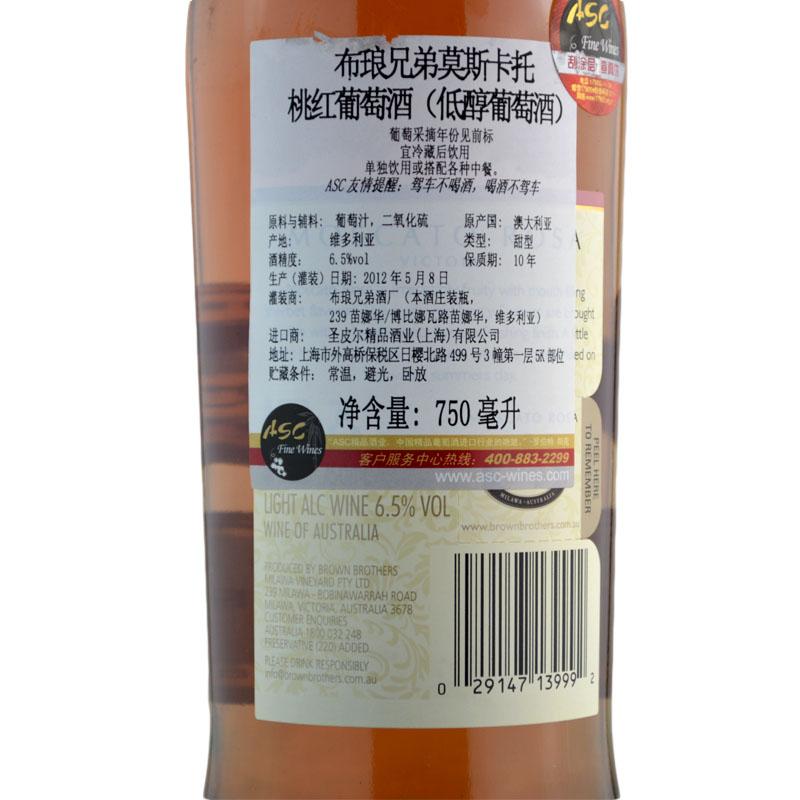 ASC
Fine Wines
布琅兄弟莫斯卡托
桃红葡萄酒（低醇葡萄酒）
葡萄采摘年份见前标
宜冷藏后饮用
单独饮用或搭配各种中餐。
ASC友情提醒：驾车不喝酒，喝酒不驾车
原料与辅料： 葡萄汁，二氧化硫 原产国： 澳大利亚
产地： 维多利亚 类型： 甜型
酒精度： 6.5%vol 保质期： 10年
生产（灌装）日期：2012年5月8日
灌装商： 布琅兄弟酒厂（本酒庄装瓶，
239苗娜华/博比娜瓦路苗娜华，维多利亚）
进口商： 圣皮尔精品酒业(上海)有限公司
地址：上海市外高桥保税区日樱北路499号3幢第一层5K部位
贮藏条件： 常温，避光，卧放
净含量：750毫升
ASC
Fine Wines
客户服务中心热线：400-883-2299
www.asc-wines.com
PEEL HERE
TO REMEMBER
MILAWA·AUSTRALIA
LIGHT ALC WINE 6.5% VOL
WINE OF AUSTRALIA
www.brownbrothers.com.au
PRODUCED BY BROWN BROTHERS
MILAWA VINEYARD PTY LTD
239 MILAWA - BOBINAWARRAH ROAD
MILAWA, VICTORIA, AUSTRALIA 3678
CUSTOMER ENQUIRIES
AUSTRALIA 1800 032 248
PRESERVATIVE (220) ADDED
PLEASE DRINK RESPONSIBLY
info@brownbrothers.com.au
0 29147 13999 2